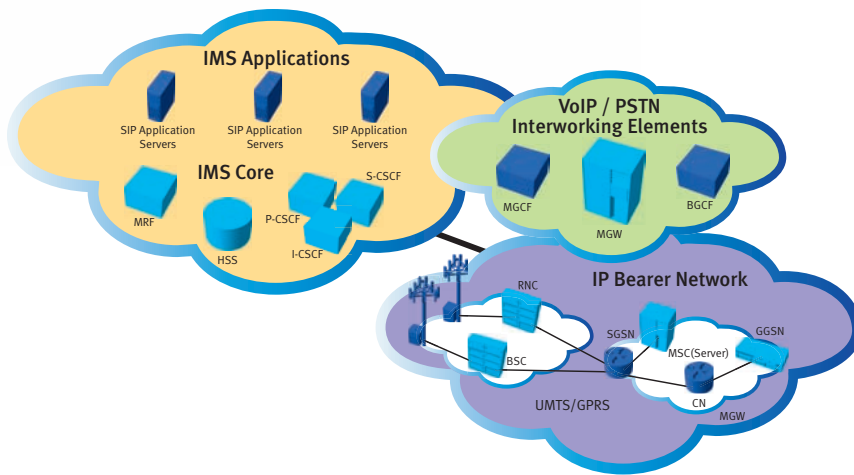 IMS Applications
SIP Application
Servers
SIP Application
Servers
SIP Application
Servers
IMS Core
MRF
HSS
P-CSCF
I-CSCF
S-CSCF
VoIP / PSTN
Interworking Elements
MGCF
MGW
BGCF
IP Bearer Network
RNC
BSC
SGSN
MSC(Server)
GGSN
CN
UMTS/GPRS
MGW